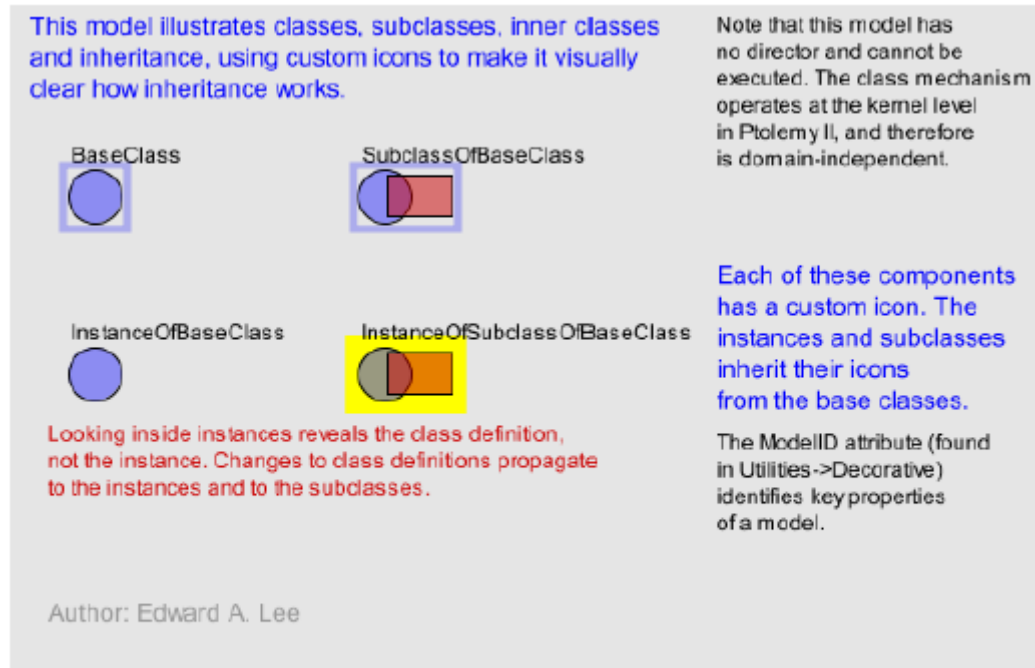 This model illustrates classes, subclasses, inner classes
and inheritance, using custom icons to make it visually
clear how inheritance works.
Note that this model has
no director and cannot be
executed. The class mechanism
operates at the kernel level
in Ptolemy II, and therefore
is domain-independent.
BaseClass
SubclassOfBaseClass
InstanceOfBaseClass
InstanceOfSubclassOfBaseClass
Each of these components
has a custom icon. The
instances and subclasses
inherit their icons
from the base classes.
Looking inside instances reveals the class definition,
not the instance. Changes to class definitions propagate
to the instances and to the subclasses.
The ModelID attribute (found
in Utilities->Decorative)
identifies key properties
of a model.
Author: Edward A. Lee